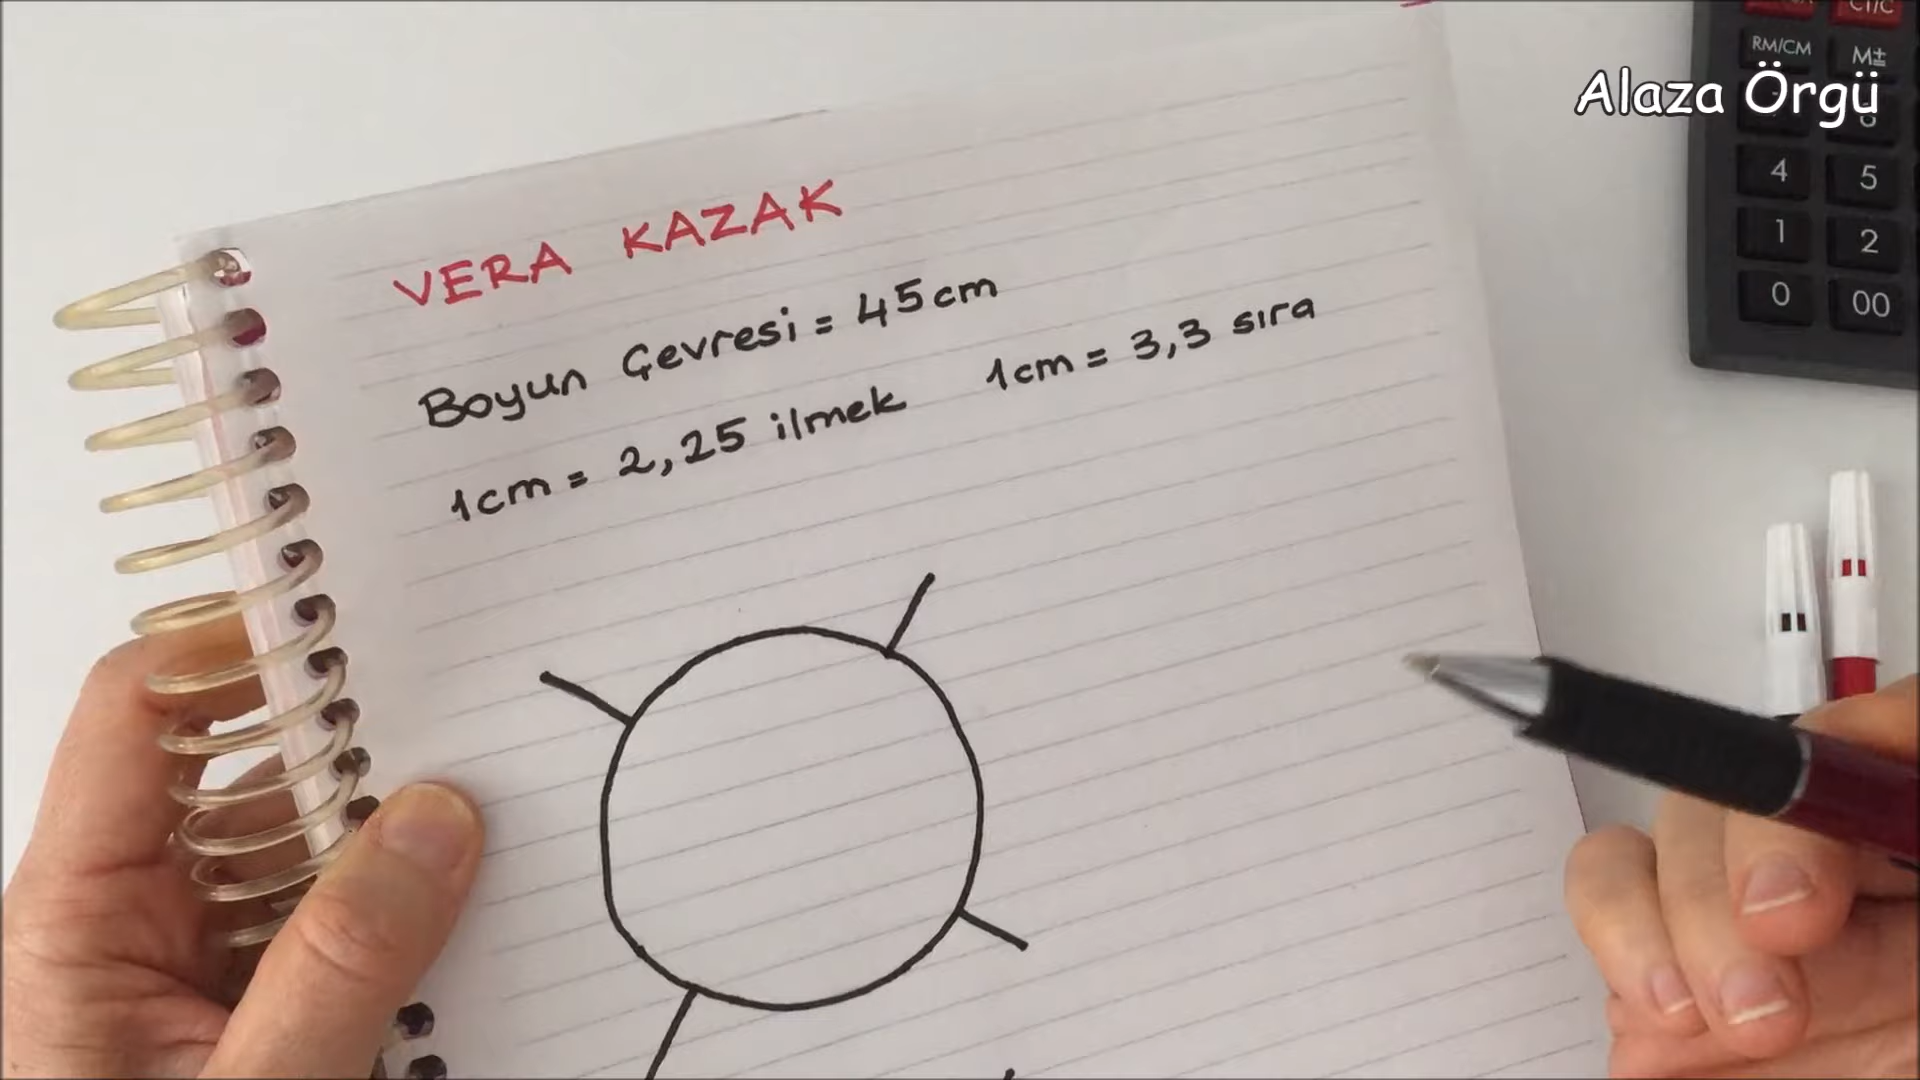 Alaza Örgü
VERA KAZAK
Boyun Çevresi = 45cm
1cm = 2,25 ilmek 1cm = 3,3 sıra
RM/CM M±
4 5
1 2
0 00